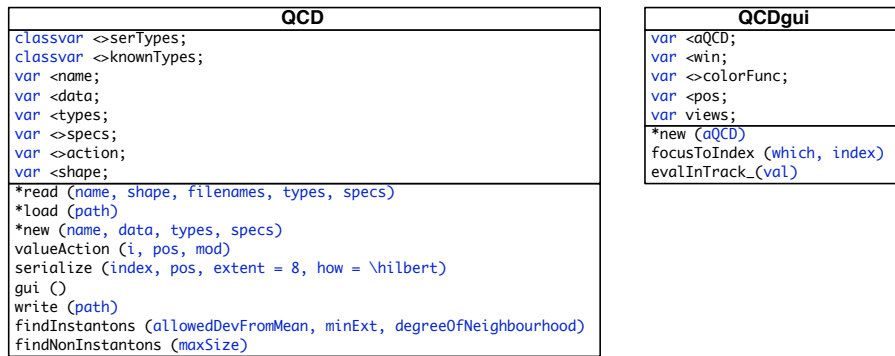 QCD
classvar <>serTypes;
classvar <>knownTypes;
var <name;
var <data;
var <types;
var <>specs;
var <>action;
var <shape;
*read (name, shape, filenames, types, specs)
*load (path)
*new (name, data, types, specs)
valueAction (i, pos, mod)
serialize (index, pos, extent = 8, how = \hilbert)
gui ()
write (path)
findInstantons (allowedDevFromMean, minExt, degreeOfNeighbourhood)
findNonInstantons (maxSize)
QCDgui
var <aQCD;
var <win;
var <>colorFunc;
var <pos;
var views;
*new (aQCD)
focusToIndex (which, index)
evalInTrack_(val)